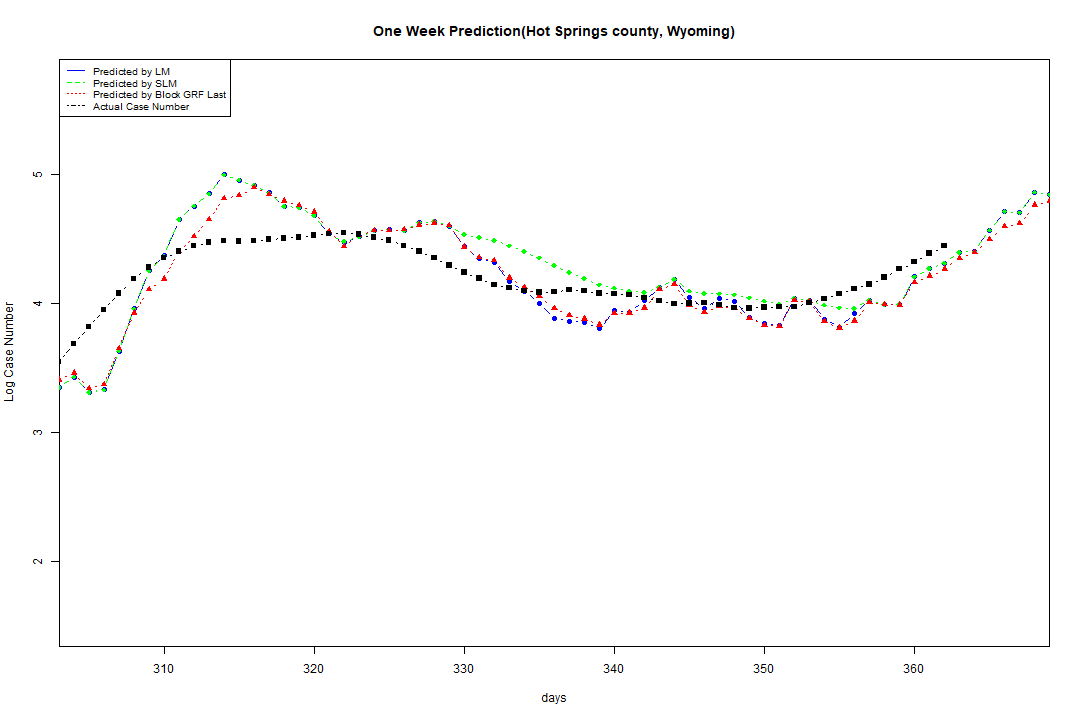 One Week Prediction(Hot Springs county, Wyoming)
Predicted by LM
Predicted by SLM
Predicted by Block GRF Last
Actual Case Number
5
4
3
2
Log Case Number
310 320 330 340 350 360
days